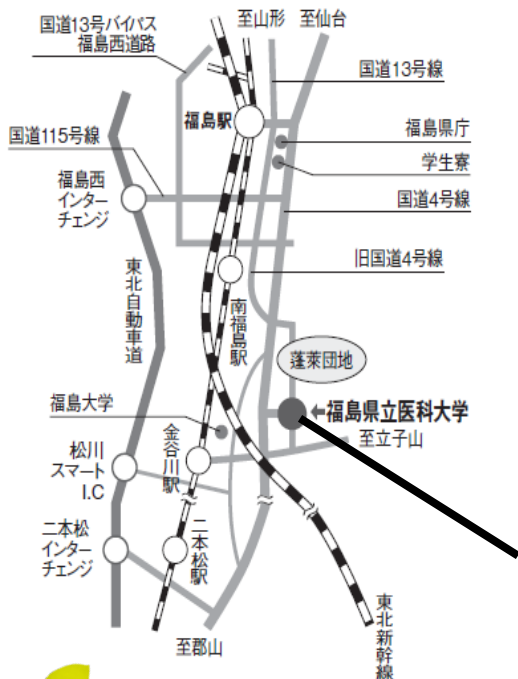 国道13号バイパス
福島西道路
至山形
至仙台
国道13号線
福島駅
福島県庁
国道115号線
学生寮
福島西
インター
チェンジ
国道4号線
東北自動車道
旧国道4号線
南福島駅
蓬萊団地
福島大学
←福島県立医科大学
金谷川駅
至立子山
松川
スマート
I.C
二本松
インター
チェンジ
二本松駅
至郡山
東北新幹線